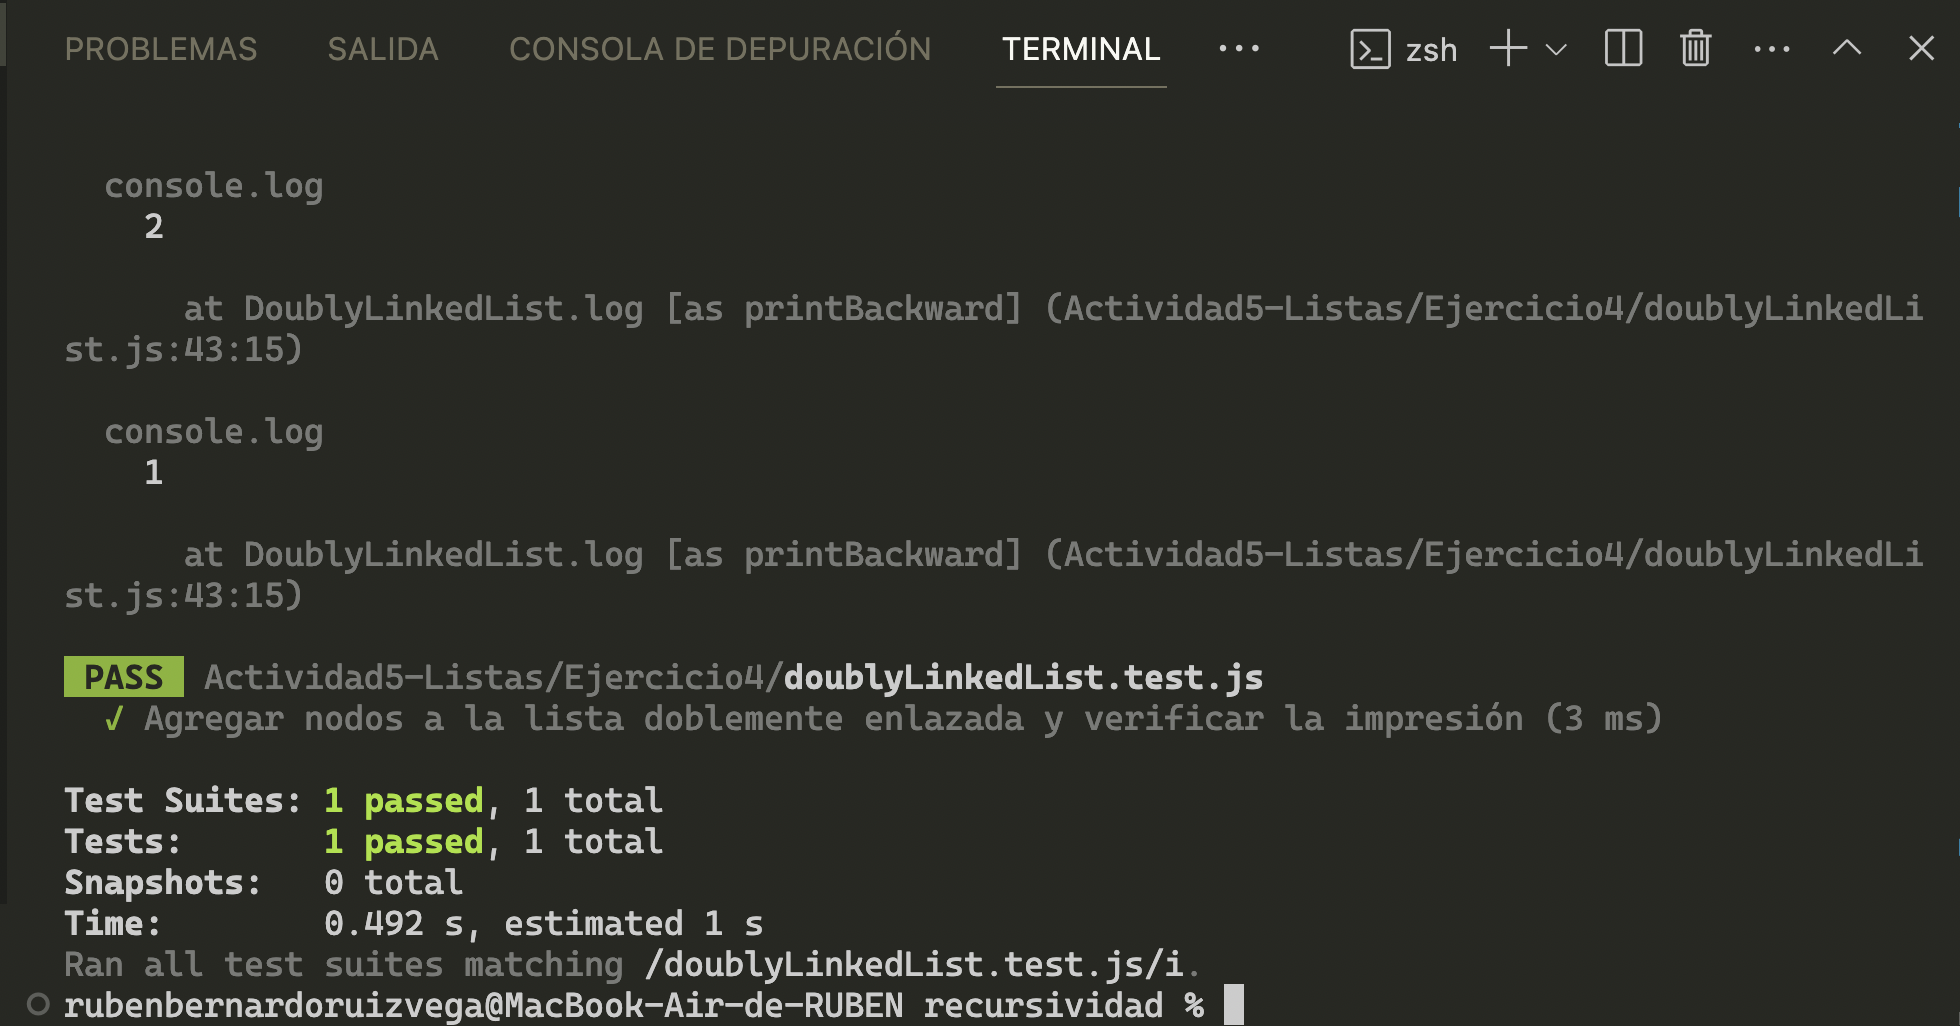 PROBLEMAS SALIDA CONSOLA DE DEPURACIÓN TERMINAL ··· zsh
console.log
2
at DoublyLinkedList.log [as printBackward] (Actividad5-Listas/Ejercicio4/doublyLinkedLi
st.js:43:15)
console.log
1
at DoublyLinkedList.log [as printBackward] (Actividad5-Listas/Ejercicio4/doublyLinkedLi
st.js:43:15)
PASS Actividad5-Listas/Ejercicio4/doublyLinkedList.test.js
✓ Agregar nodos a la lista doblemente enlazada y verificar la impresión (3 ms)
Test Suites: 1 passed, 1 total
Tests: 1 passed, 1 total
Snapshots: 0 total
Time: 0.492 s, estimated 1 s
Ran all test suites matching /doublyLinkedList.test.js/i.
rubenbernardoruizvega@MacBook-Air-de-RUBEN recursividad %